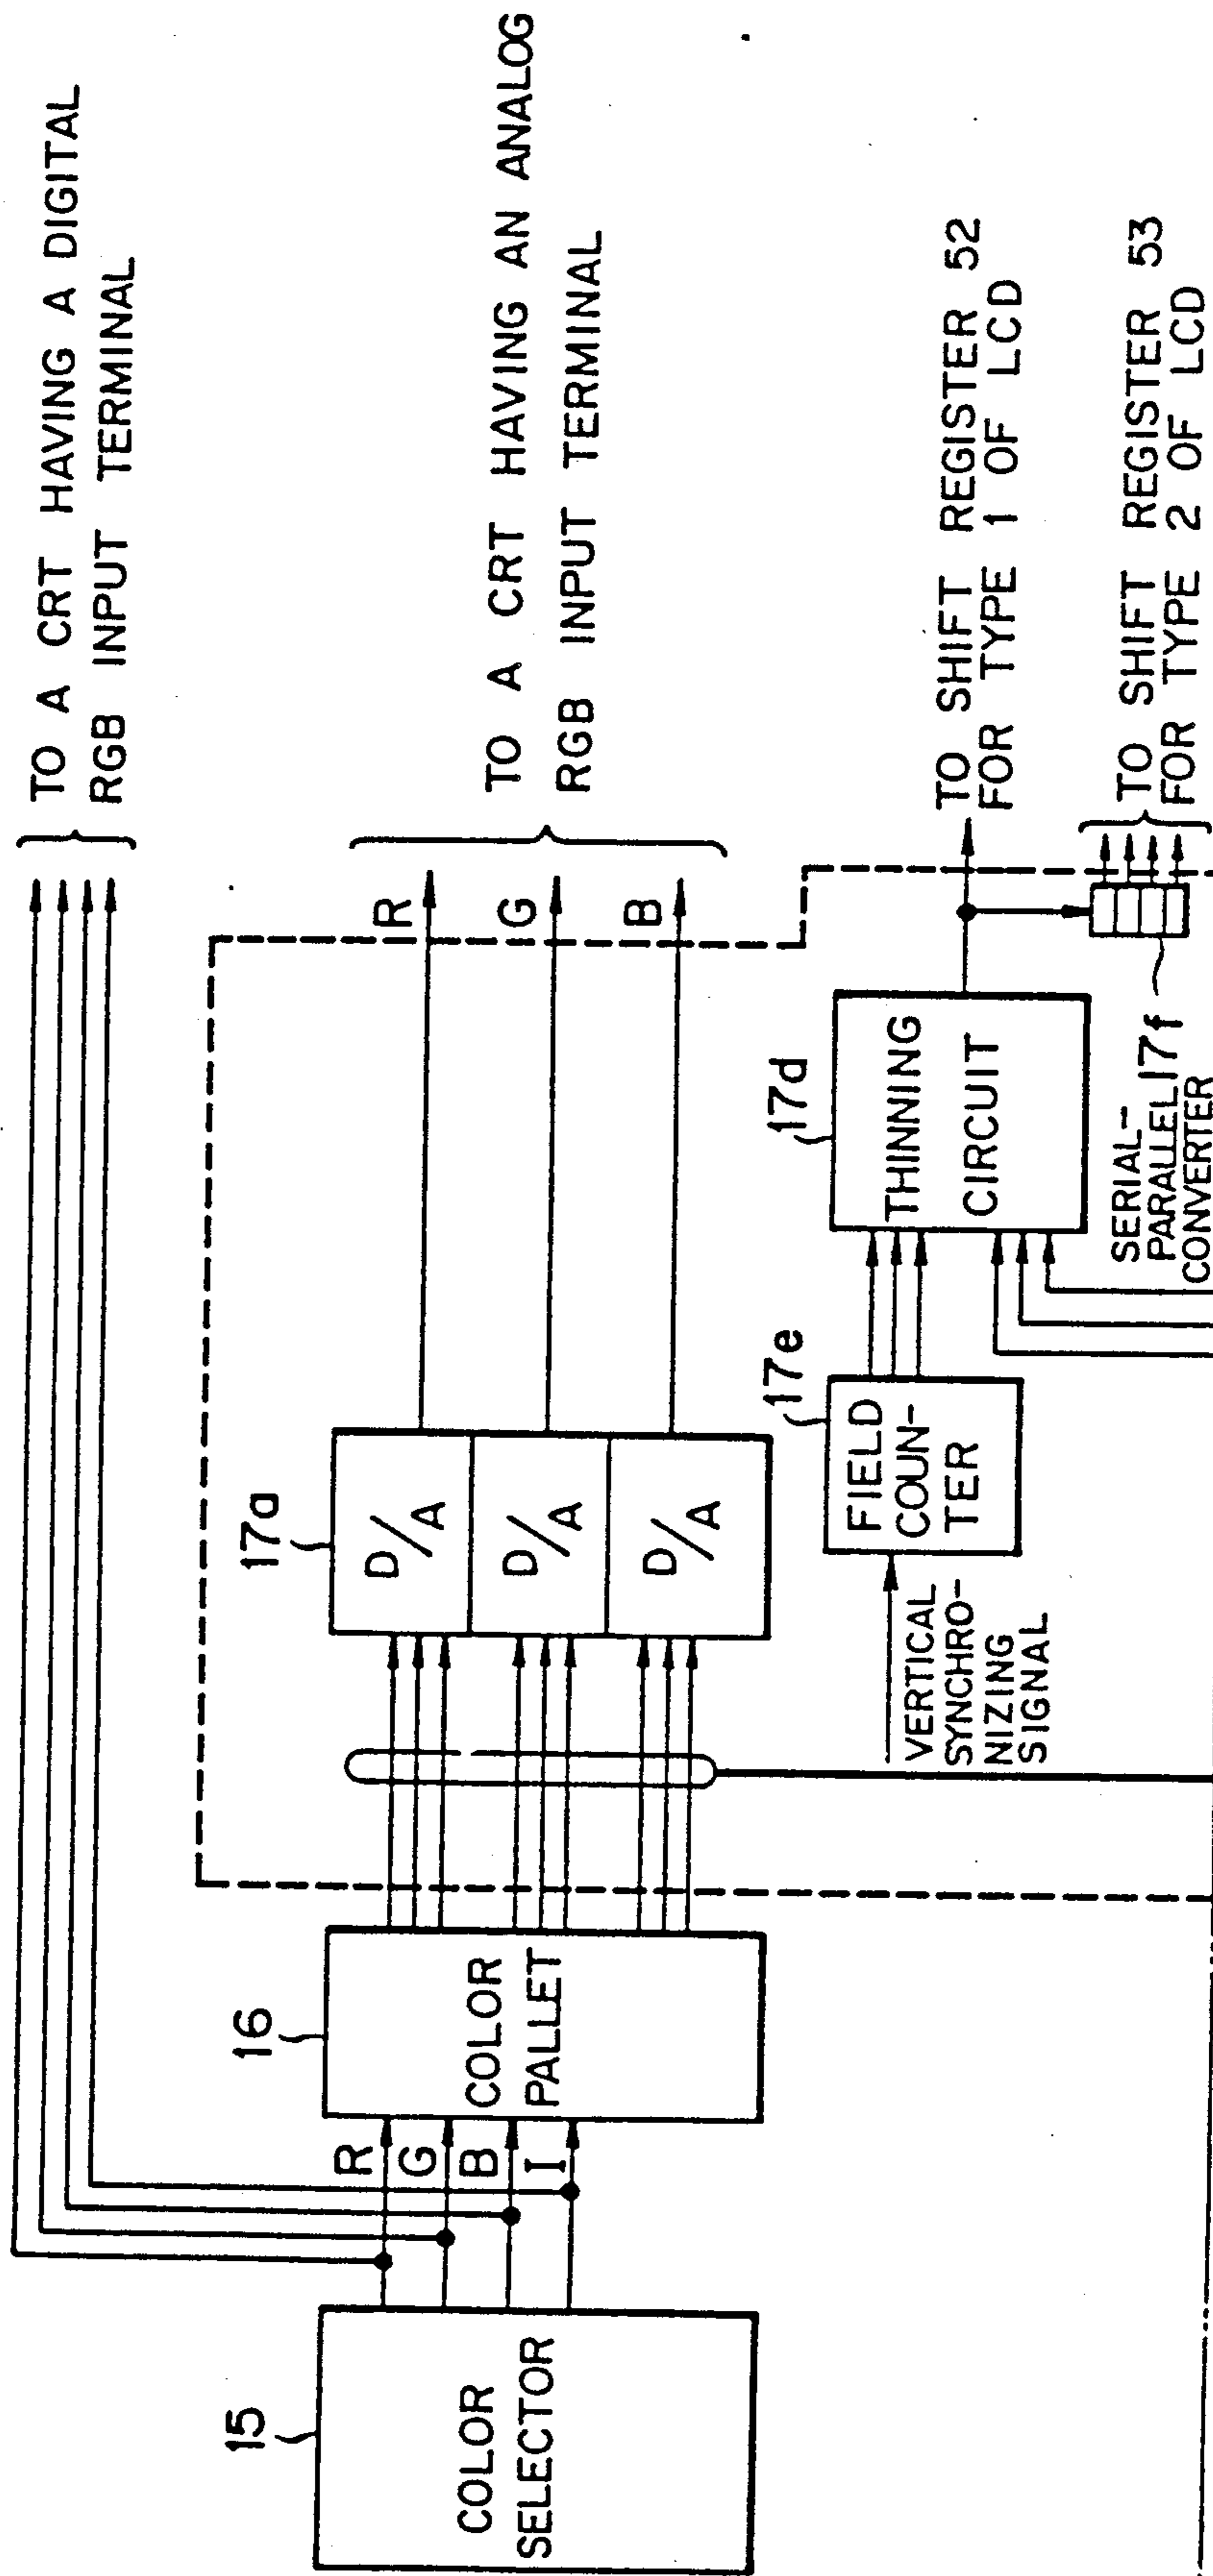 TO A CRT HAVING A DIGITAL
RGB INPUT TERMINAL
TO A CRT HAVING AN ANALOG
RGB INPUT TERMINAL
R
G
B
15
COLOR
SELECTOR
R
G
B
I
16
COLOR
PALLET
17a
D/A
D/A
D/A
VERTICAL
SYNCHRO-
NIZING
SIGNAL
17e
FIELD
COUN-
TER
17d
THINNING
CIRCUIT
TO SHIFT REGISTER 52
FOR TYPE 1 OF LCD
SERIAL-
PARALLEL 17f
CONVERTER
TO SHIFT REGISTER 53
FOR TYPE 2 OF LCD